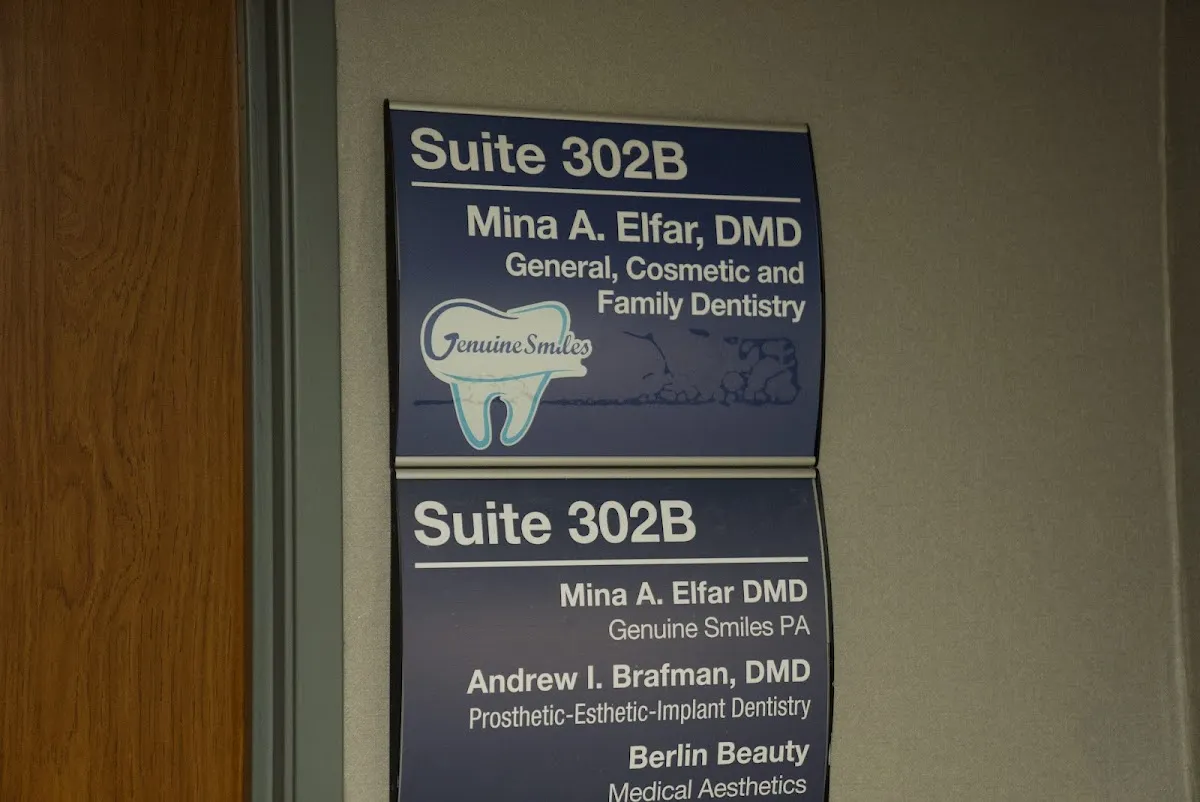 Suite 302B
Mina A. Elfar, DMD
General, Cosmetic and
Family Dentistry
Genuine Smiles
Suite 302B
Mina A. Elfar DMD
Genuine Smiles PA
Andrew I. Brafman, DMD
Prosthetic-Esthetic-Implant Dentistry
Berlin Beauty
Medical Aesthetics